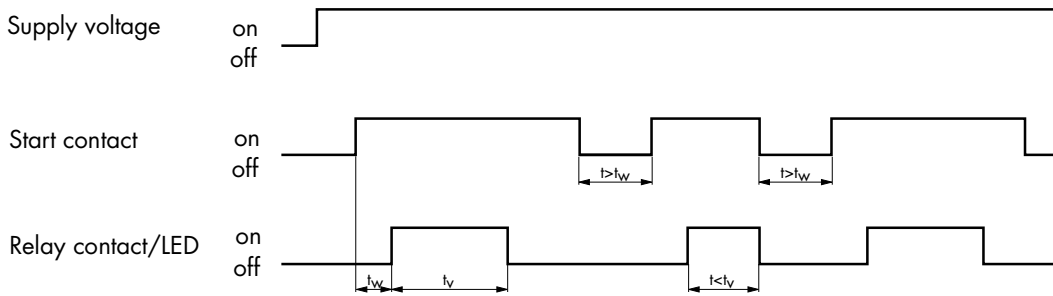 Supply voltage on
off
Start contact on
off
t>tw t>tw
Relay contact/LED on
off
tw tv t<tv